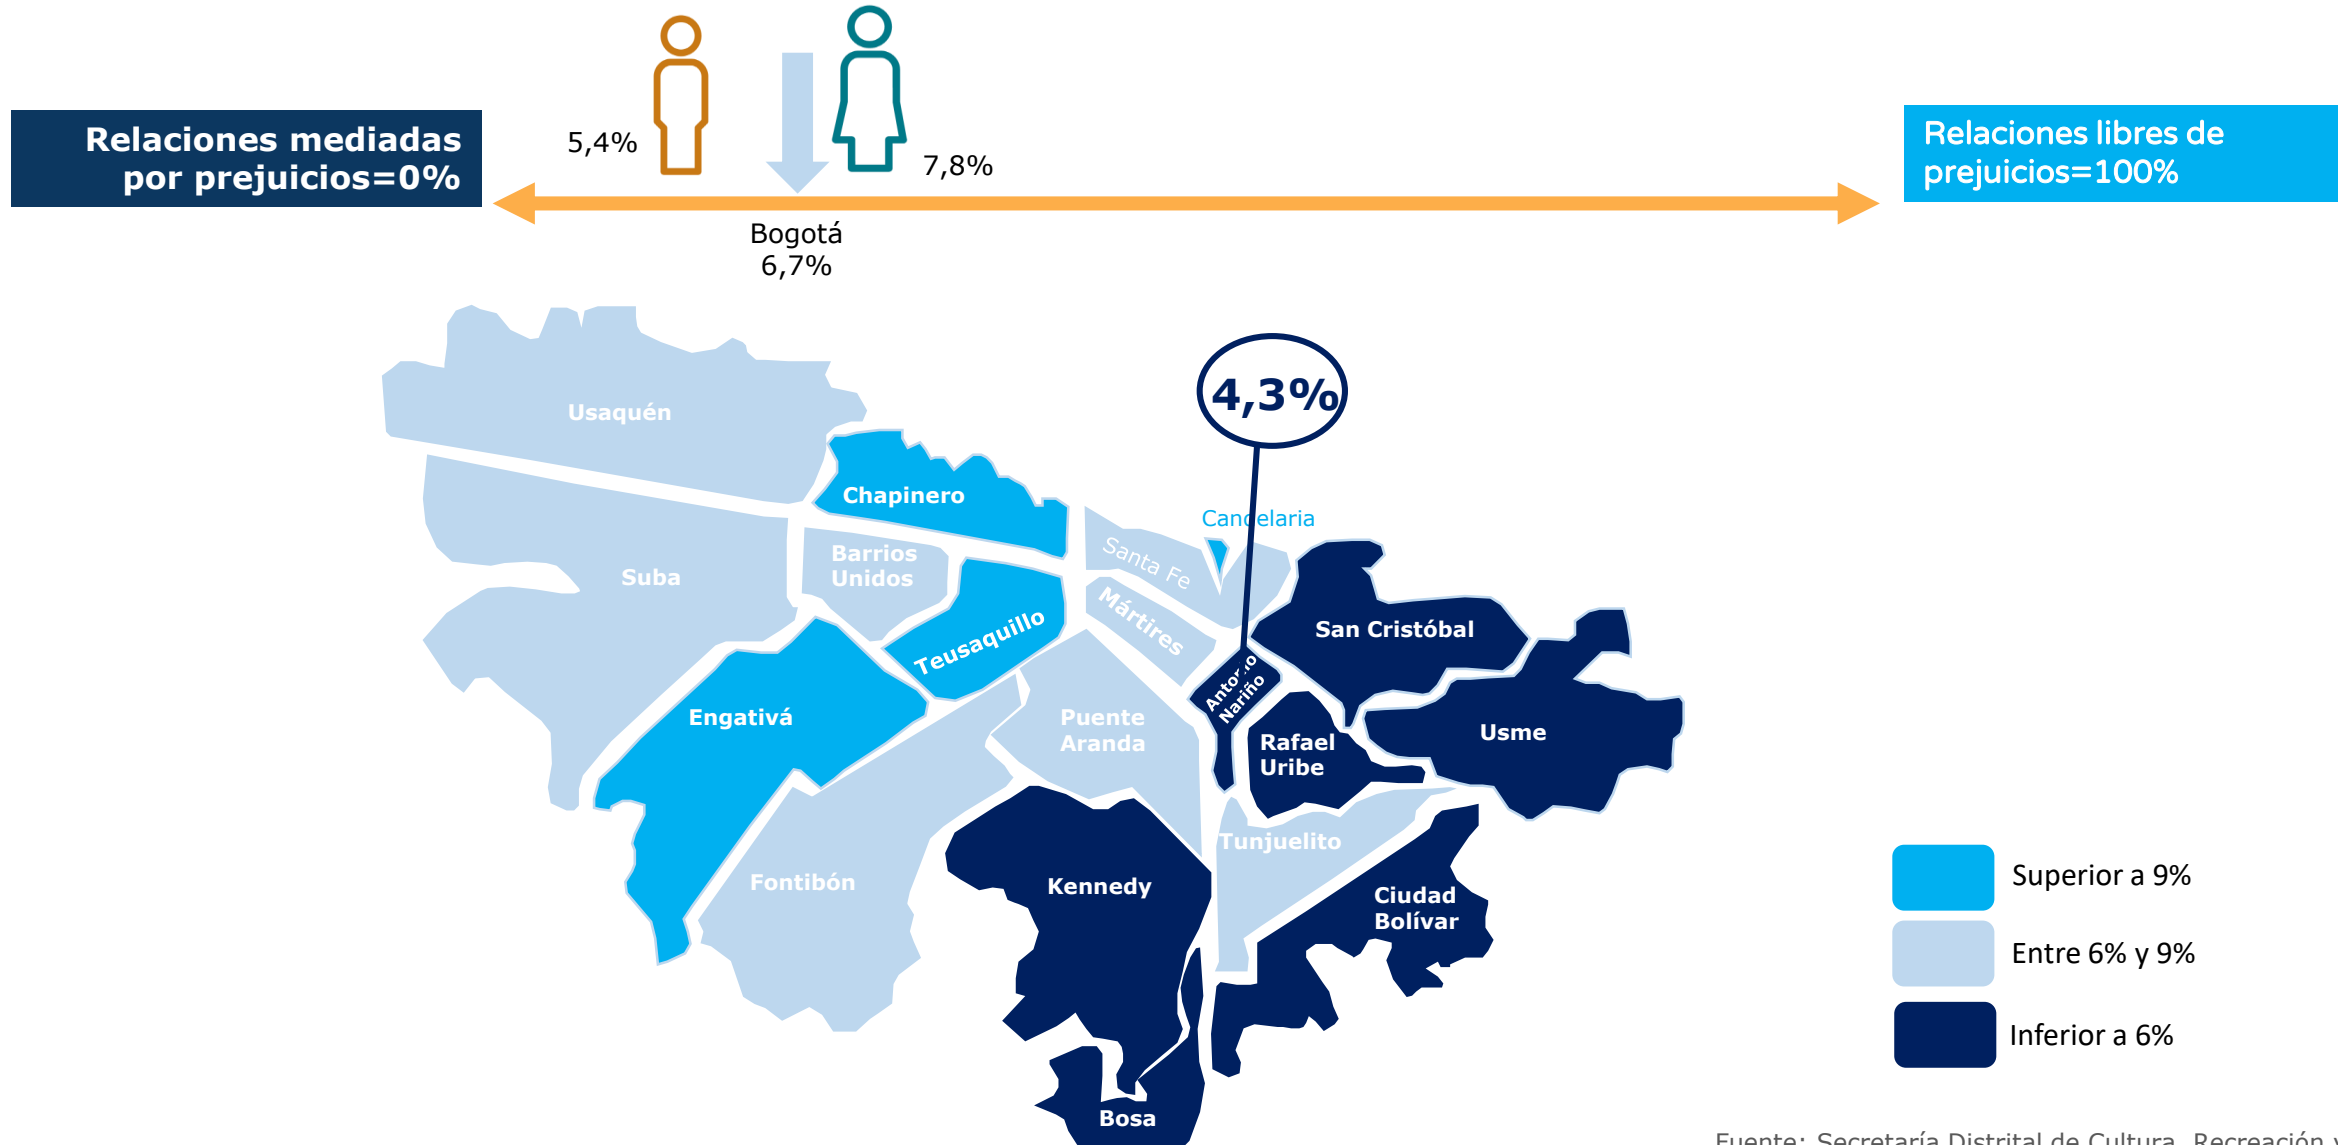 Relaciones mediadas
por prejuicios=0%
5,4%
7,8%
Relaciones libres de
prejuicios=100%
Bogotá
6,7%
4,3%
Usaquén
Chapinero
Candelaria
Santa Fe
Barrios
Unidos
Suba
Mártires
Teusaquillo
San Cristóbal
Antonio
Nariño
Engativá
Puente
Aranda
Rafael
Uribe
Usme
Tunjuelito
Fontibón
Kennedy
Ciudad
Bolívar
Bosa
Superior a 9%
Entre 6% y 9%
Inferior a 6%
Fuente: Secretaría Distrital de Cultura, Recreación y